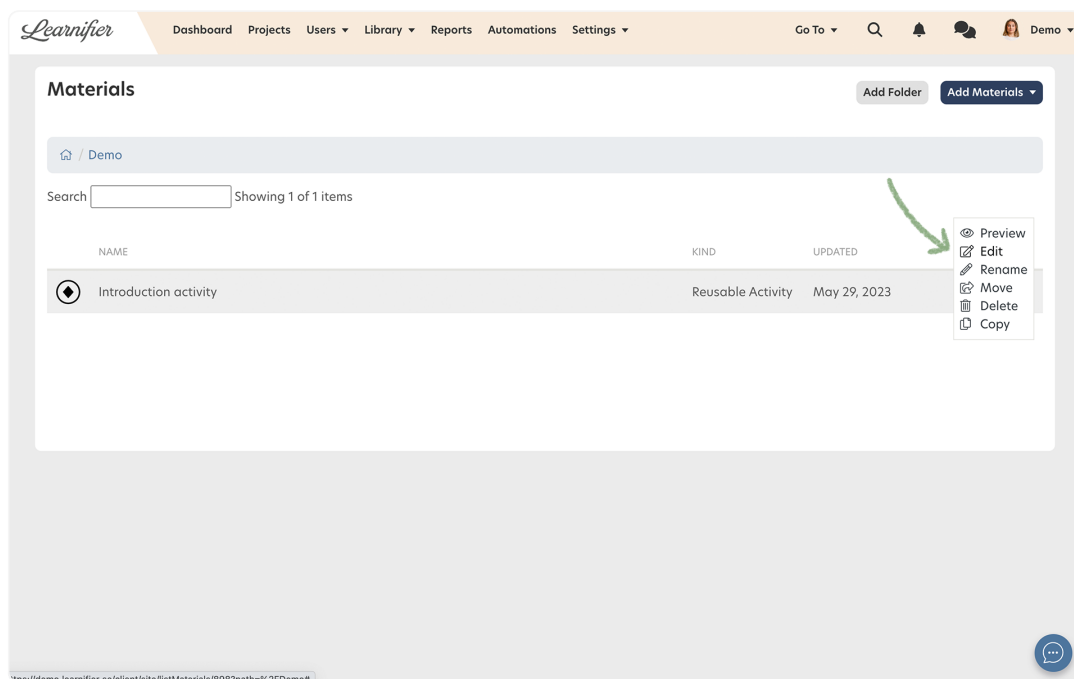 Learnifier Dashboard Projects Users Library Reports Automations Settings Go To Demo
Materials Add Folder Add Materials
/ Demo
Search Showing 1 of 1 items
NAME KIND UPDATED
Introduction activity Reusable Activity May 29, 2023
Preview
Edit
Rename
Move
Delete
Copy